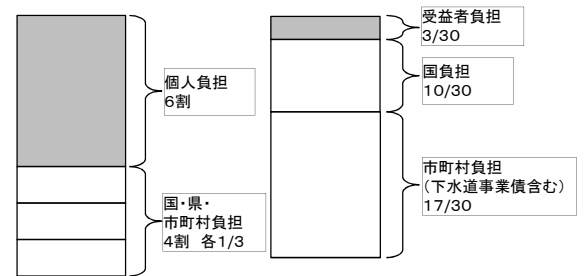 個人負担
6割
国・県・
市町村負担
4割 各1/3
受益者負担
3/30
国負担
10/30
市町村負担
(下水道事業債含む)
17/30